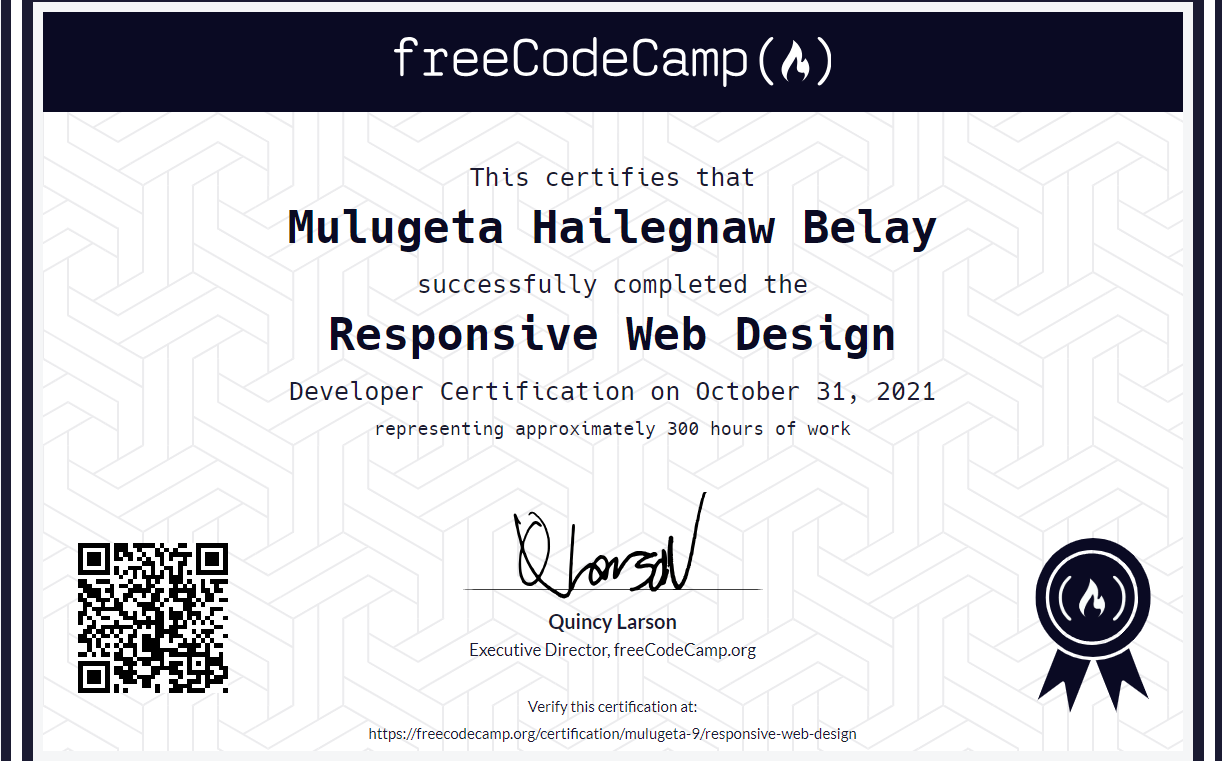 freeCodeCamp
This certifies that
Mulugeta Hailegnaw Belay
successfully completed the
Responsive Web Design
Developer Certification on October 31, 2021
representing approximately 300 hours of work
Q Larson
Quincy Larson
Executive Director, freeCodeCamp.org
Verify this certification at:
https://freecodecamp.org/certification/mulugeta-9/responsive-web-design